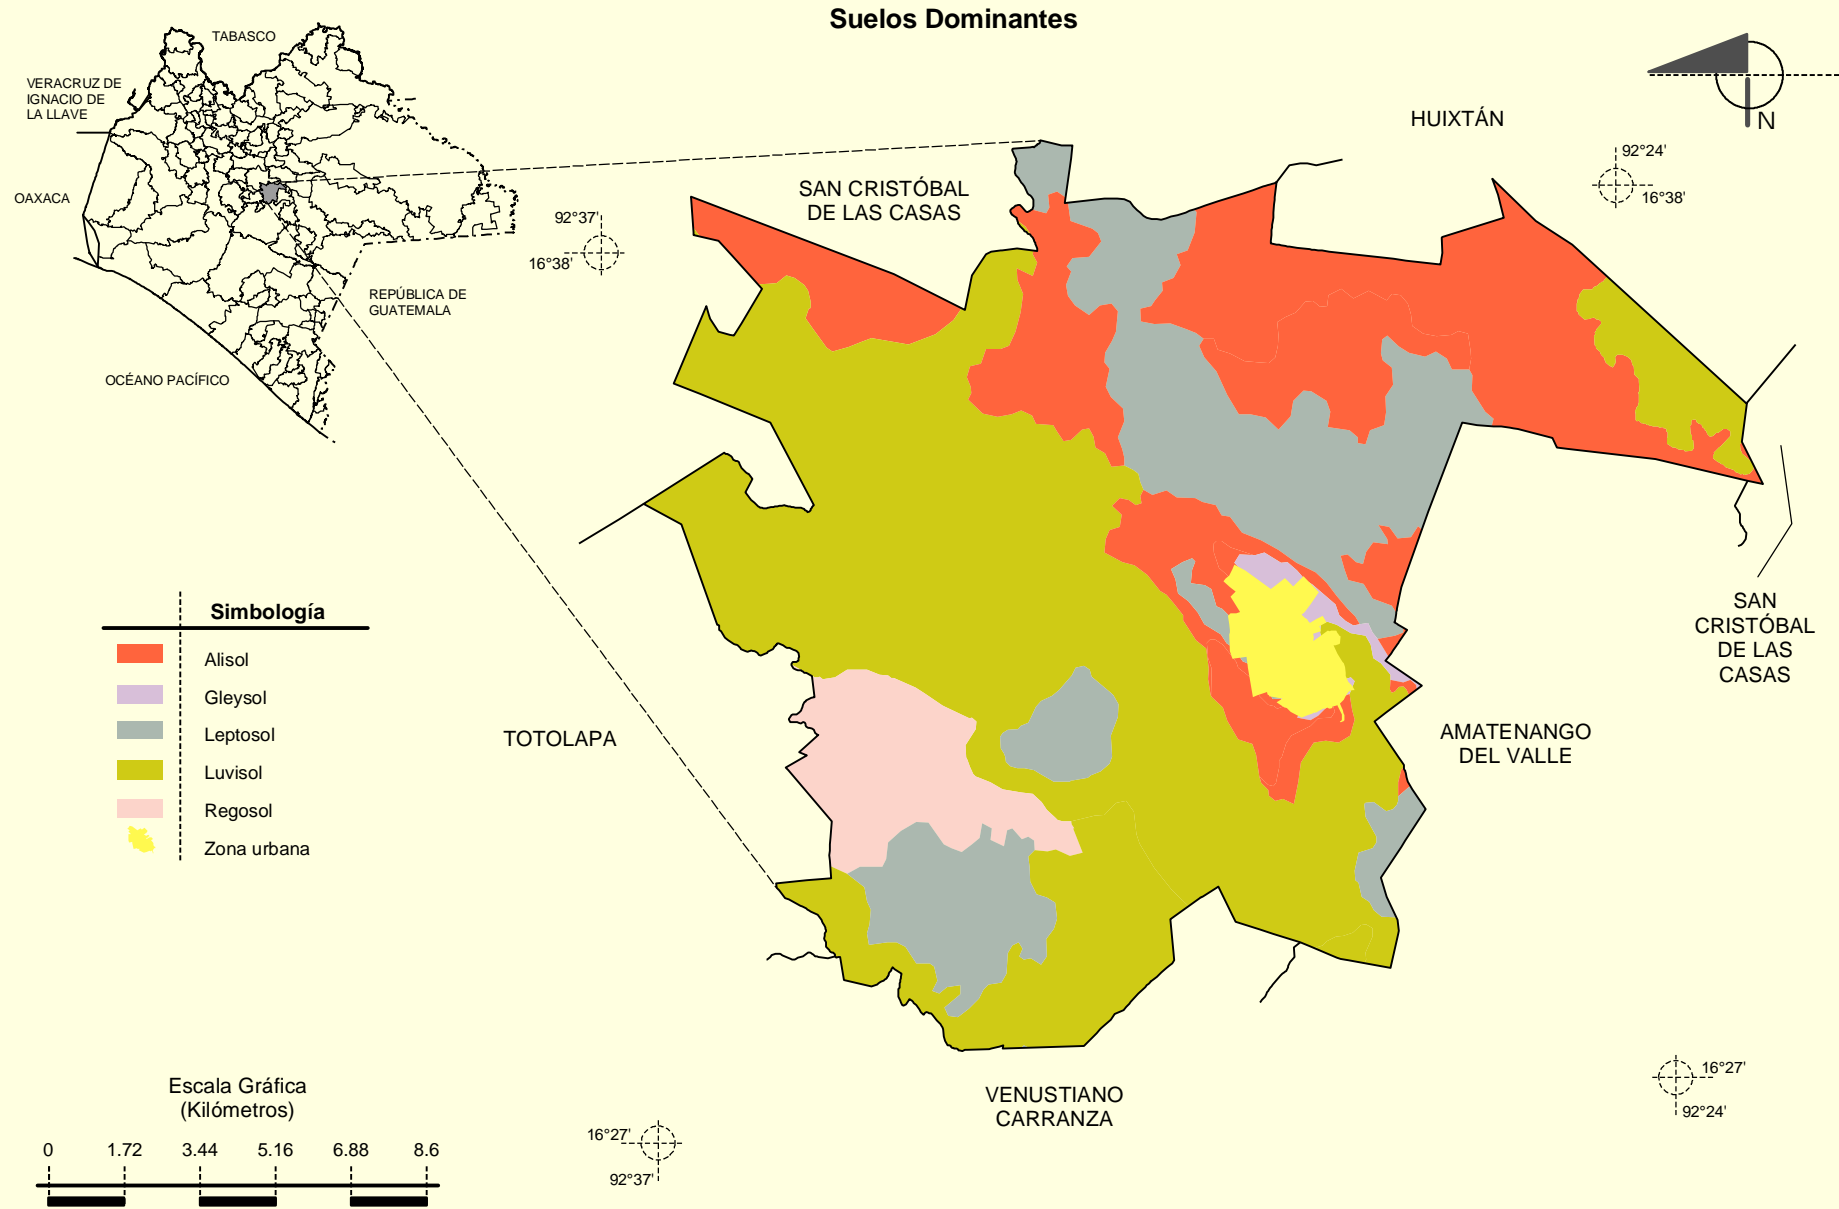 Suelos Dominantes
TABASCO
VERACRUZ DE
IGNACIO DE
LA LLAVE
OAXACA
REPÚBLICA DE
GUATEMALA
OCÉANO PACÍFICO
N
HUIXTÁN
92°24'
16°38'
SAN CRISTÓBAL
DE LAS CASAS
92°37'
16°38'
SAN
CRISTÓBAL
DE LAS
CASAS
Simbología
Alisol
Gleysol
Leptosol
Luvisol
Regosol
Zona urbana
TOTOLAPA
AMATENANGO
DEL VALLE
VENUSTIANO
CARRANZA
16°27'
92°24'
16°27'
92°37'
Escala Gráfica
(Kilómetros)
0 1.72 3.44 5.16 6.88 8.6